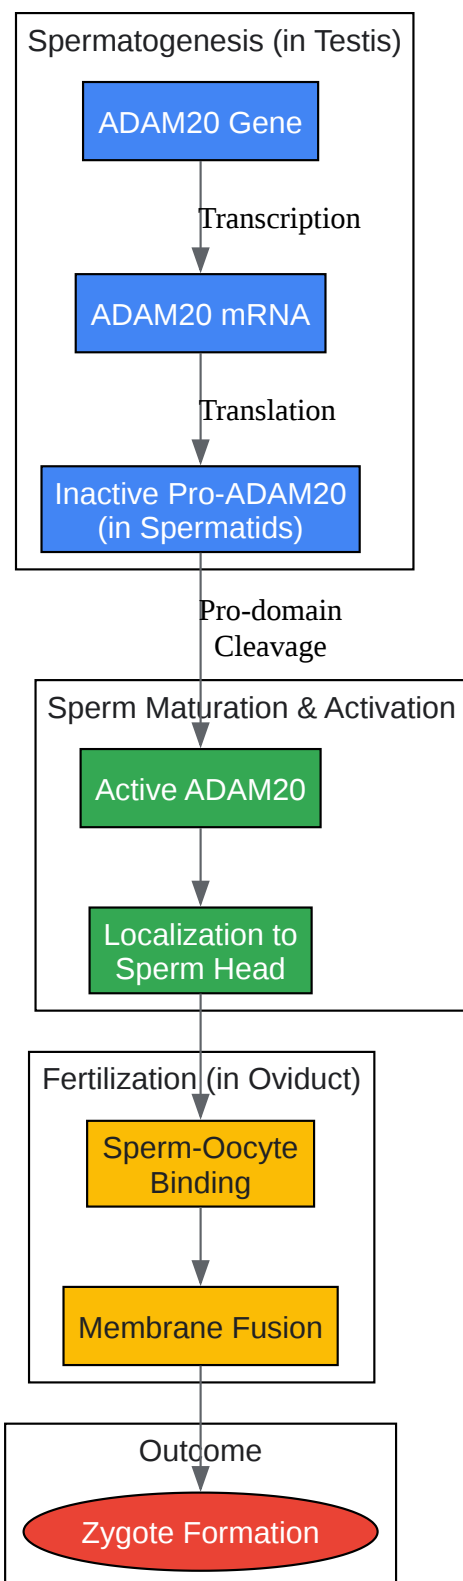 Spermatogenesis (in Testis)
ADAM20 Gene
Transcription
ADAM20 mRNA
Translation
Inactive Pro-ADAM20
(in Spermatids)
Pro-domain
Cleavage
Sperm Maturation & Activation
Active ADAM20
Localization to
Sperm Head
Fertilization (in Oviduct)
Sperm-Oocyte
Binding
Membrane Fusion
Outcome
Zygote Formation